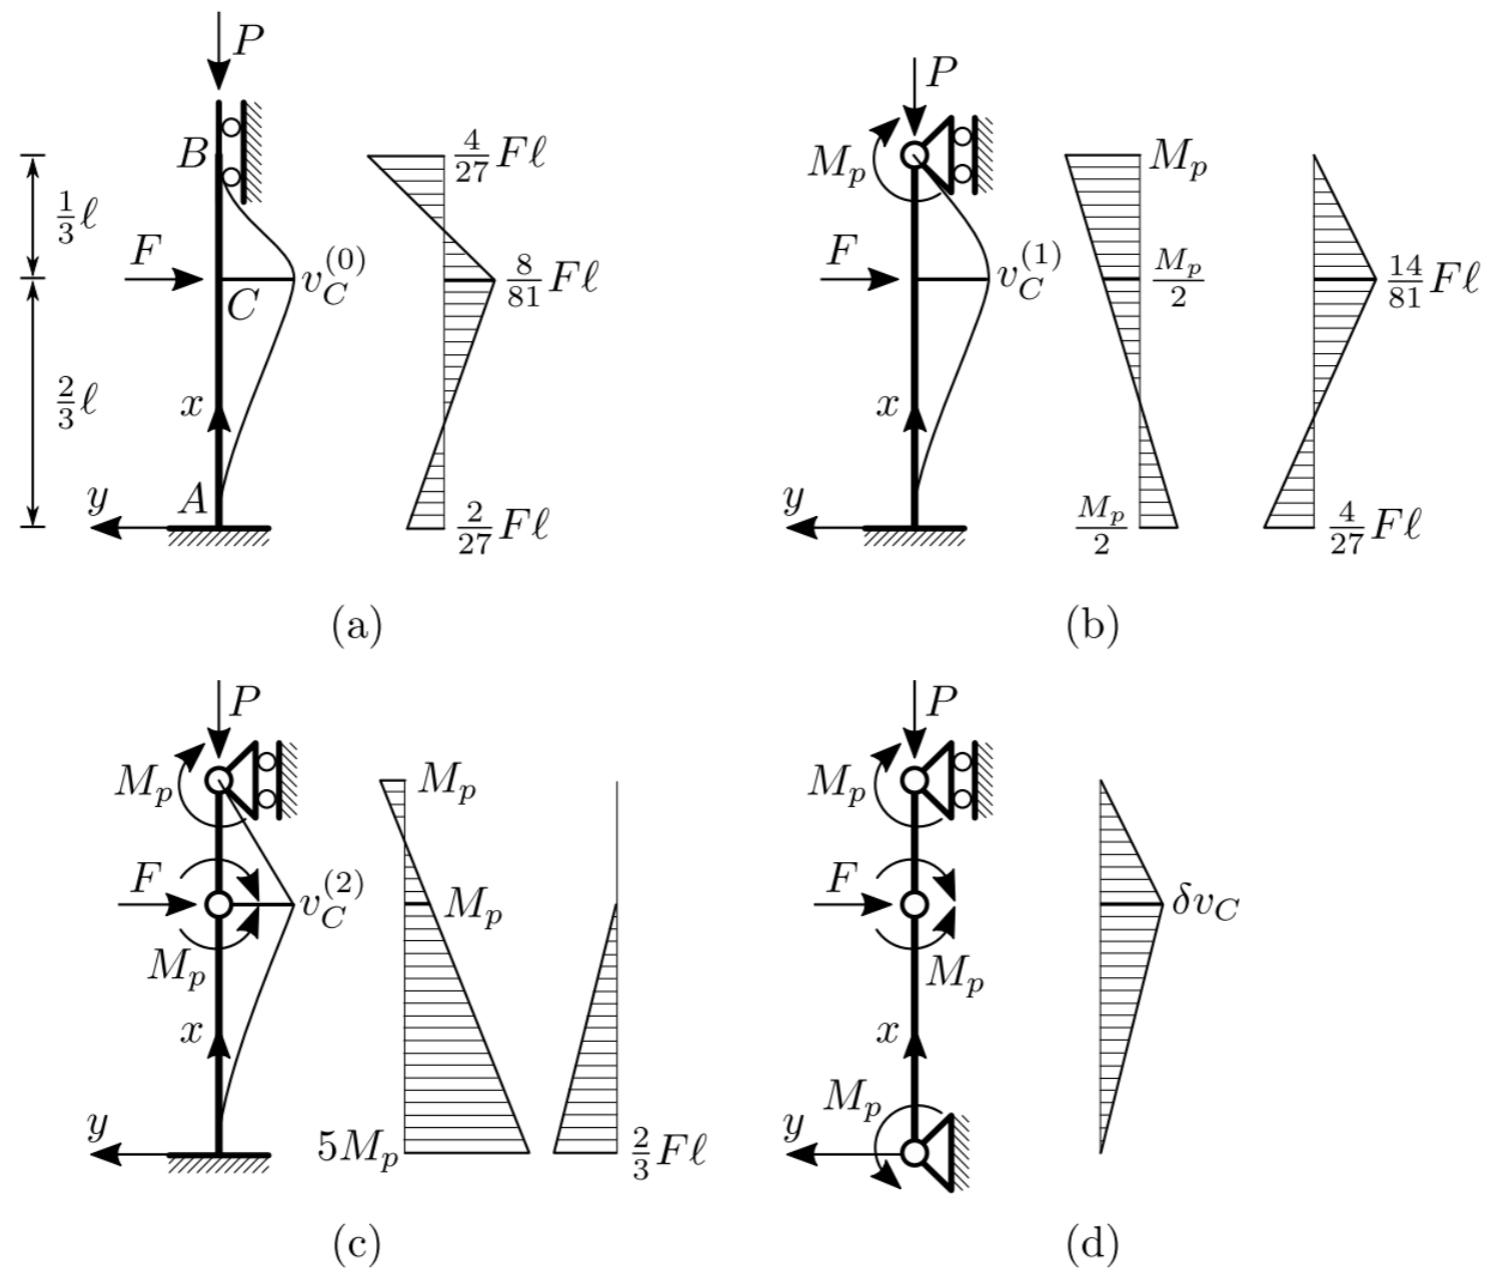 P
B
4/27 Fℓ
1/3 ℓ
F
v_C^(0)
C
8/81 Fℓ
2/3 ℓ
x
y
A
2/27 Fℓ
(a)
P
M_p
M_p
F
v_C^(1)
M_p/2
14/81 Fℓ
x
y
M_p/2
4/27 Fℓ
(b)
P
M_p
M_p
F
v_C^(2)
M_p
M_p
x
y
5M_p
2/3 Fℓ
(c)
P
M_p
F
δv_C
M_p
x
M_p
y
(d)